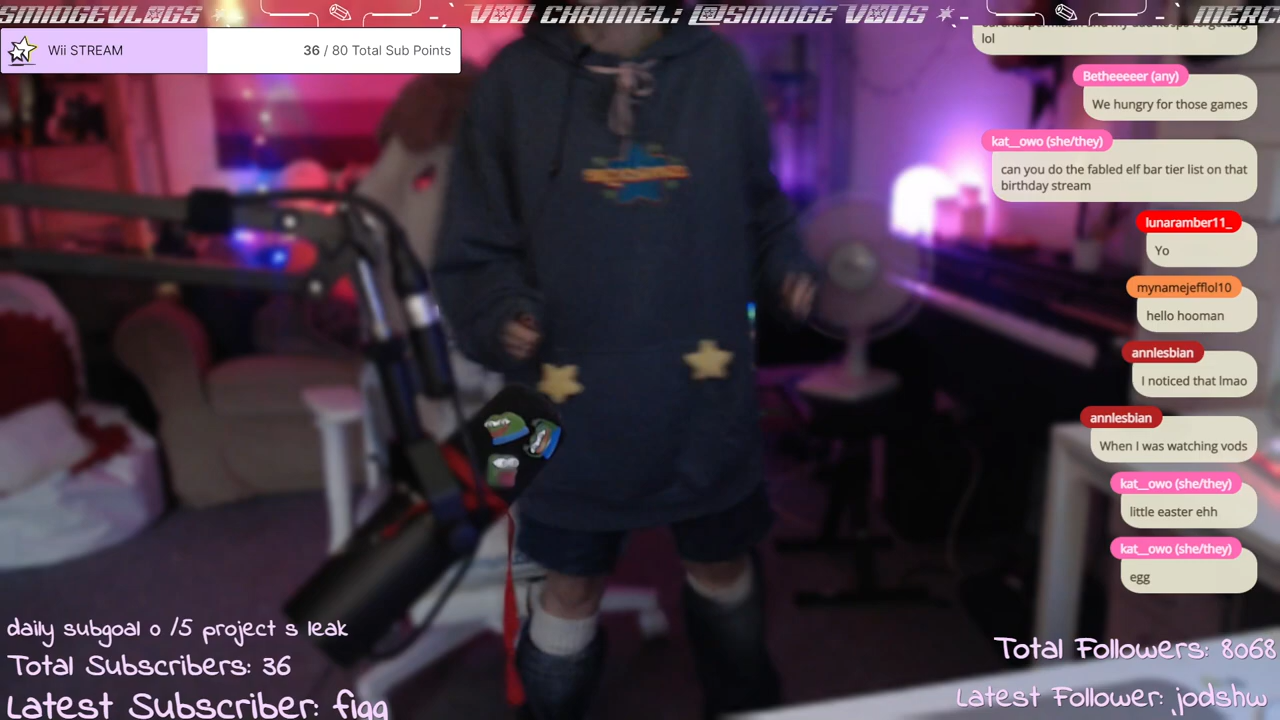 SMIDGEVLOGS
VOD CHANNEL: @SMIDGE VODS
MERC
Wii STREAM
36 / 80 Total Sub Points
lol
Betheeeeer (any)
We hungry for those games
kat__owo (she/they)
can you do the fabled elf bar tier list on that
birthday stream
lunaramber11_
Yo
mynamejefflol10
hello hooman
annlesbian
I noticed that lmao
annlesbian
When I was watching vods
kat__owo (she/they)
little easter ehh
kat__owo (she/they)
egg
daily subgoal 0 /5 project s leak
Total Subscribers: 36
Latest Subscriber: figg
Total Followers: 8068
Latest Follower: jodshw